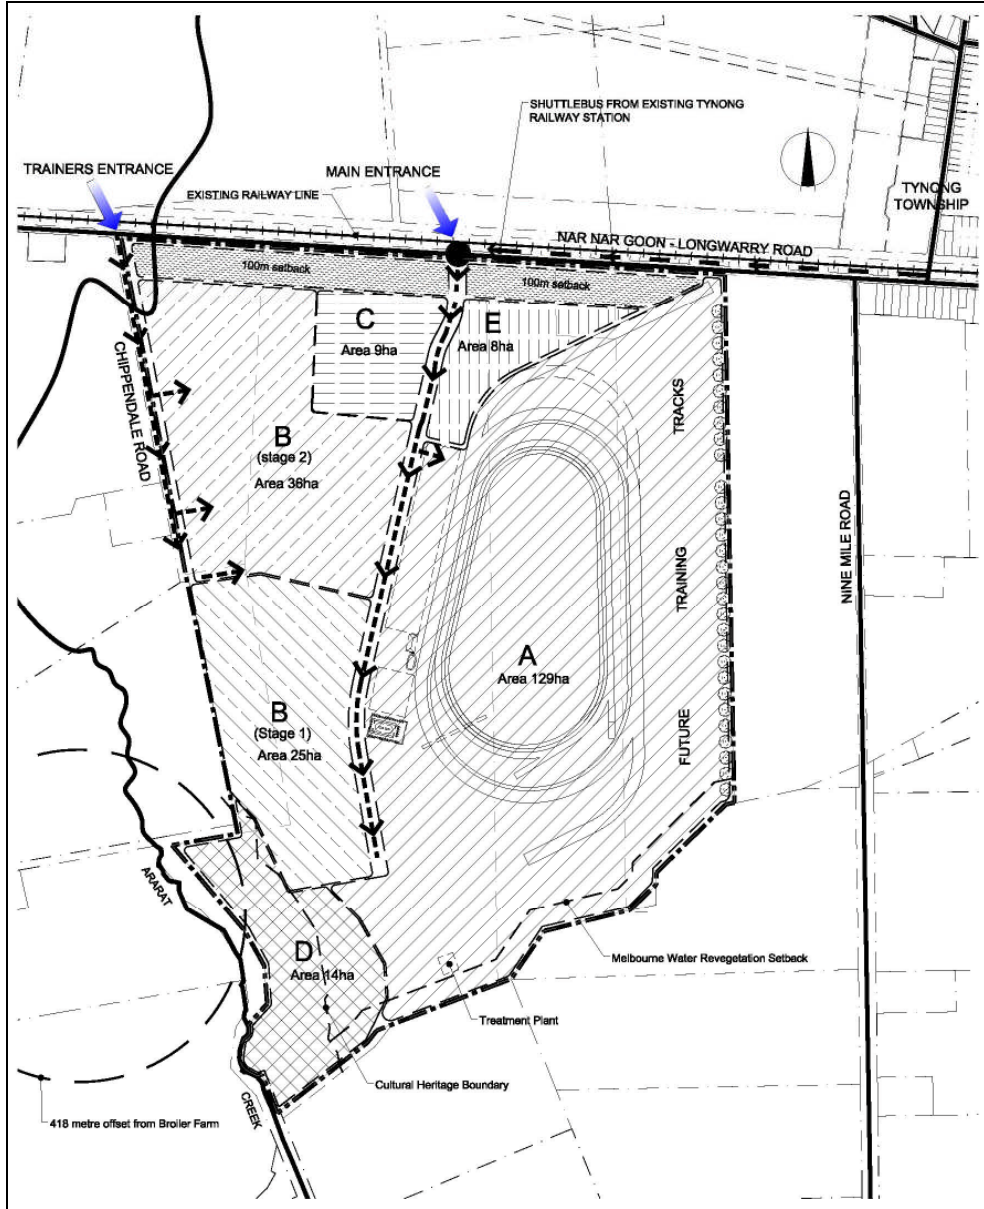 SHUTTLEBUS FROM EXISTING TYNONG
RAILWAY STATION
TRAINERS ENTRANCE
MAIN ENTRANCE
EXISTING RAILWAY LINE
TYNONG
TOWNSHIP
NAR NAR GOON - LONGWARRY ROAD
100m setback
100m setback
C
Area 9ha
E
Area 8ha
CHIPPENDALE ROAD
B
(stage 2)
Area 36ha
TRACKS
TRAINING
FUTURE
NINE MILE ROAD
A
Area 129ha
B
(Stage 1)
Area 25ha
ARARAT
D
Area 14ha
Melbourne Water Revegetation Setback
Treatment Plant
Cultural Heritage Boundary
CREEK
418 metre offset from Broiler Farm